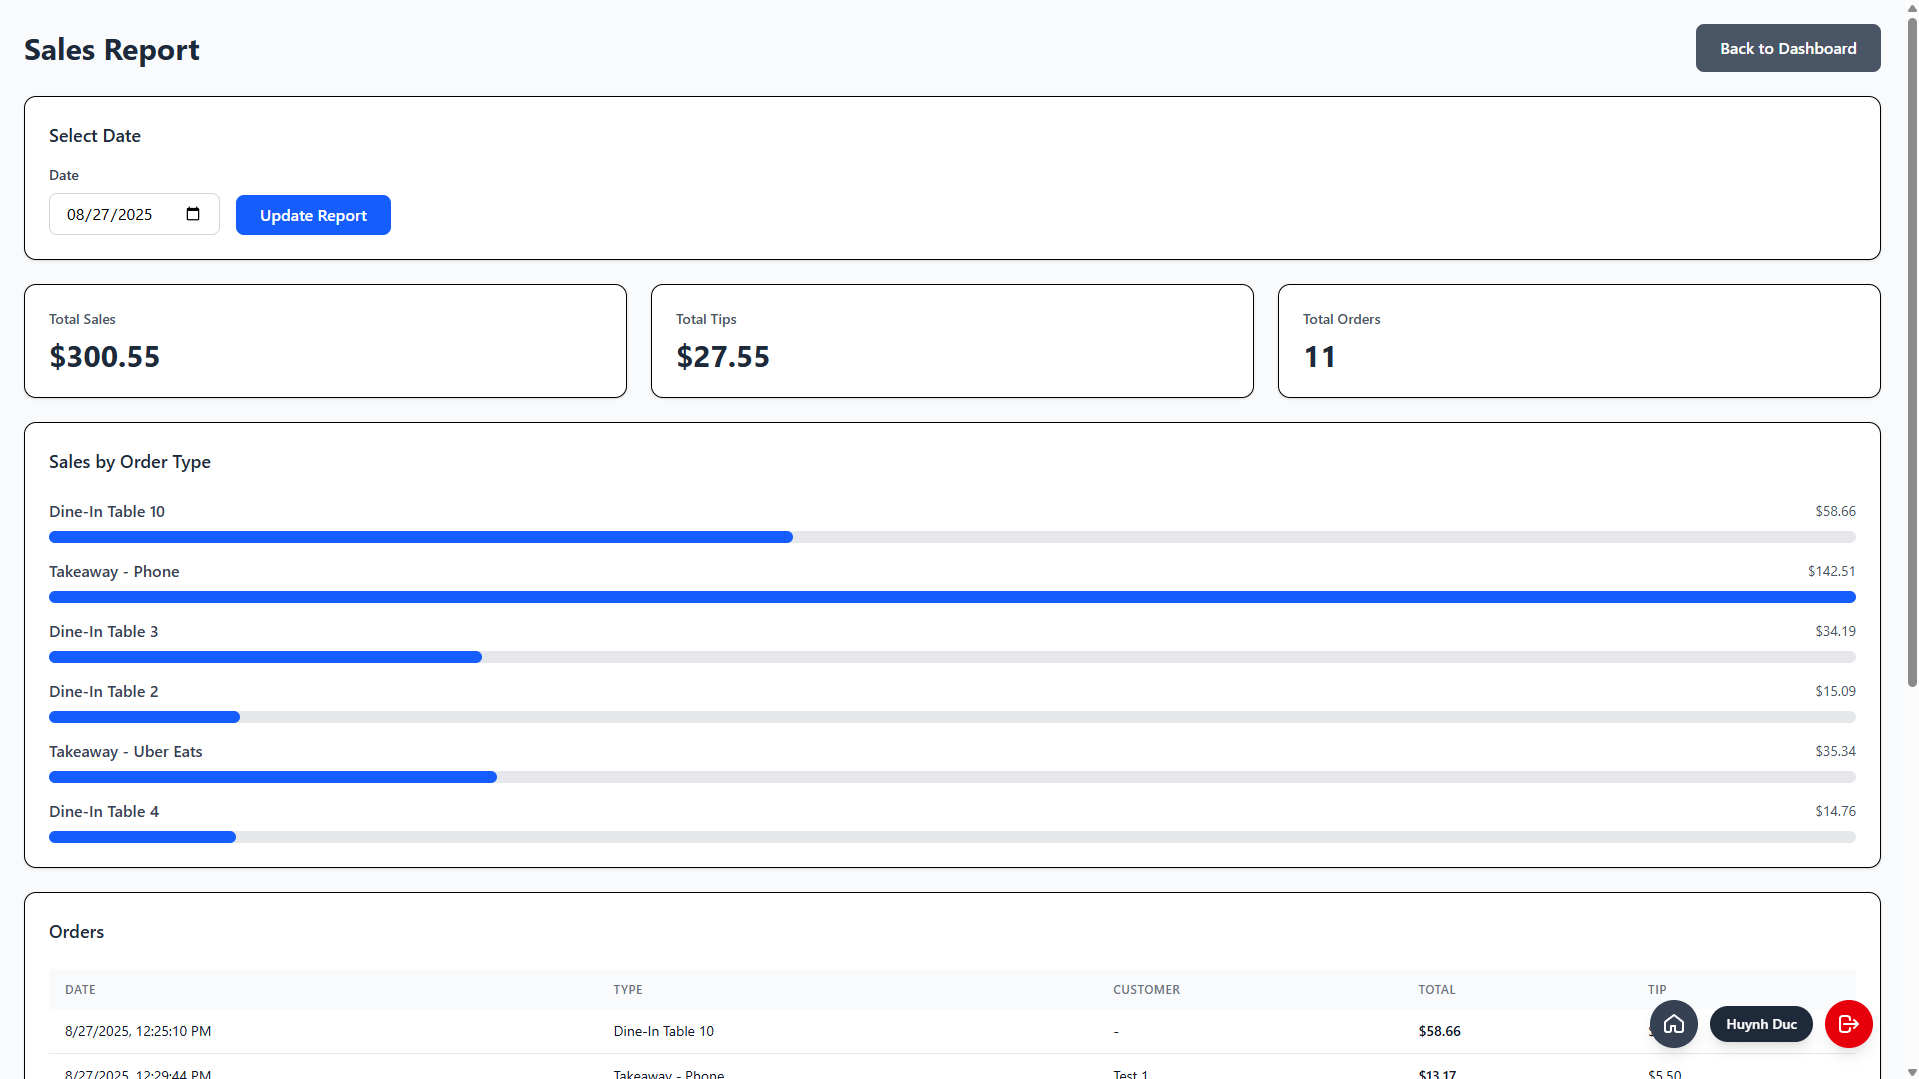 Sales Report
Back to Dashboard
Select Date
Date
08/27/2025
Update Report
Total Sales
$300.55
Total Tips
$27.55
Total Orders
11
Sales by Order Type
Dine-In Table 10
$58.66
Takeaway - Phone
$142.51
Dine-In Table 3
$34.19
Dine-In Table 2
$15.09
Takeaway - Uber Eats
$35.34
Dine-In Table 4
$14.76
Orders
DATE TYPE CUSTOMER TOTAL TIP
8/27/2025, 12:25:10 PM Dine-In Table 10 - $58.66
Huynh Duc
8/27/2025, 12:29:44 PM Takeaway - Phone Test 1 $13.17 $5.50